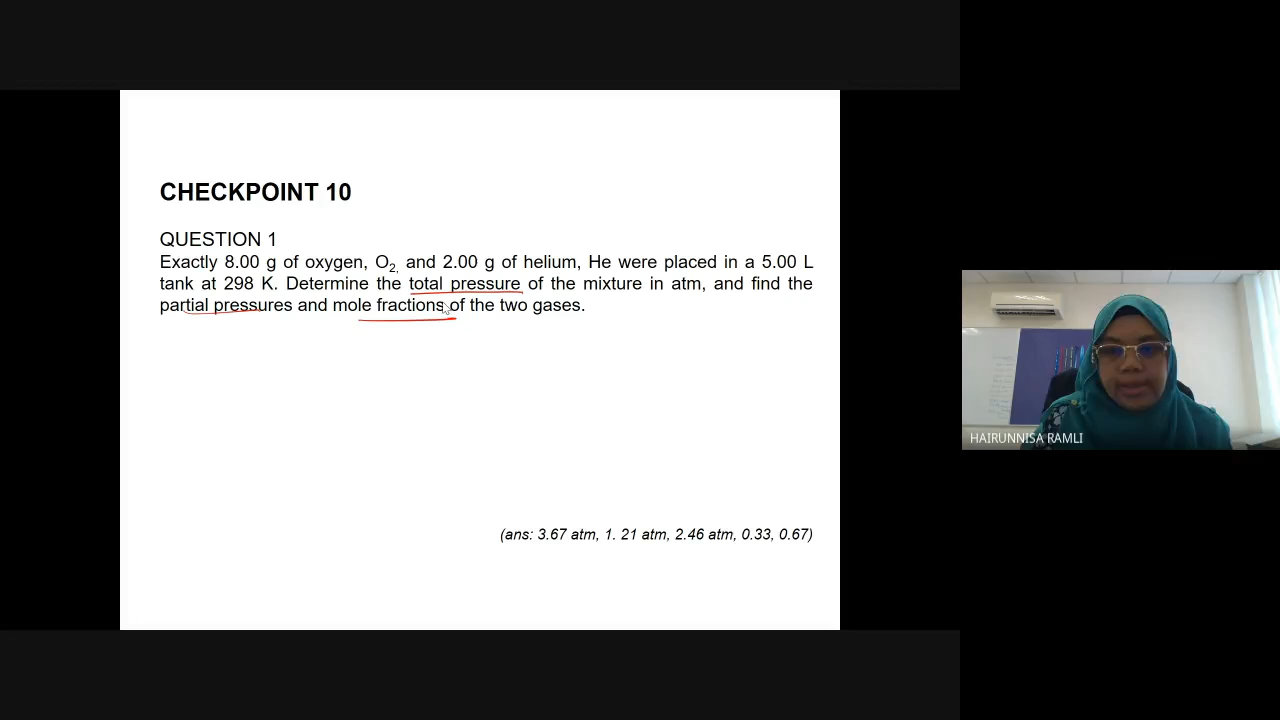 CHECKPOINT 10
QUESTION 1
Exactly 8.00 g of oxygen, O2, and 2.00 g of helium, He were placed in a 5.00 L
tank at 298 K. Determine the total pressure of the mixture in atm, and find the
partial pressures and mole fractions of the two gases.
(ans: 3.67 atm, 1. 21 atm, 2.46 atm, 0.33, 0.67)
HAIRUNNISA RAMLI